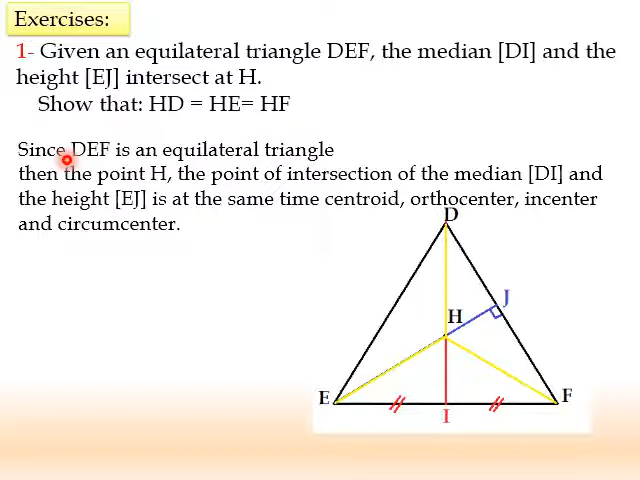 Exercises:
1- Given an equilateral triangle DEF, the median [DI] and the
height [EJ] intersect at H.
Show that: HD = HE= HF
Since DEF is an equilateral triangle
then the point H, the point of intersection of the median [DI] and
the height [EJ] is at the same time centroid, orthocenter, incenter
and circumcenter.
D
J
H
E
F
I